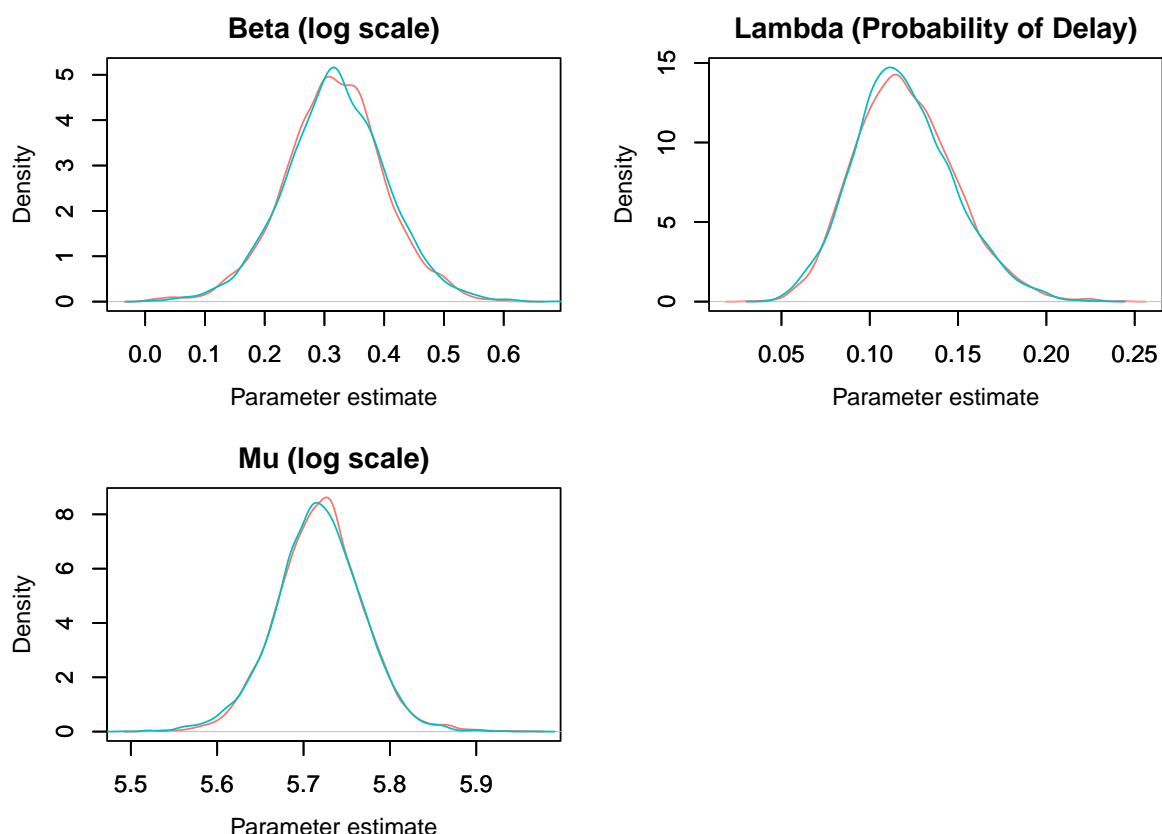 Beta (log scale)
Density
0 1 2 3 4 5
0.0 0.1 0.2 0.3 0.4 0.5 0.6
Parameter estimate
Lambda (Probability of Delay)
Density
0 5 10 15
0.05 0.10 0.15 0.20 0.25
Parameter estimate
Mu (log scale)
Density
0 2 4 6 8
5.5 5.6 5.7 5.8 5.9
Parameter estimate